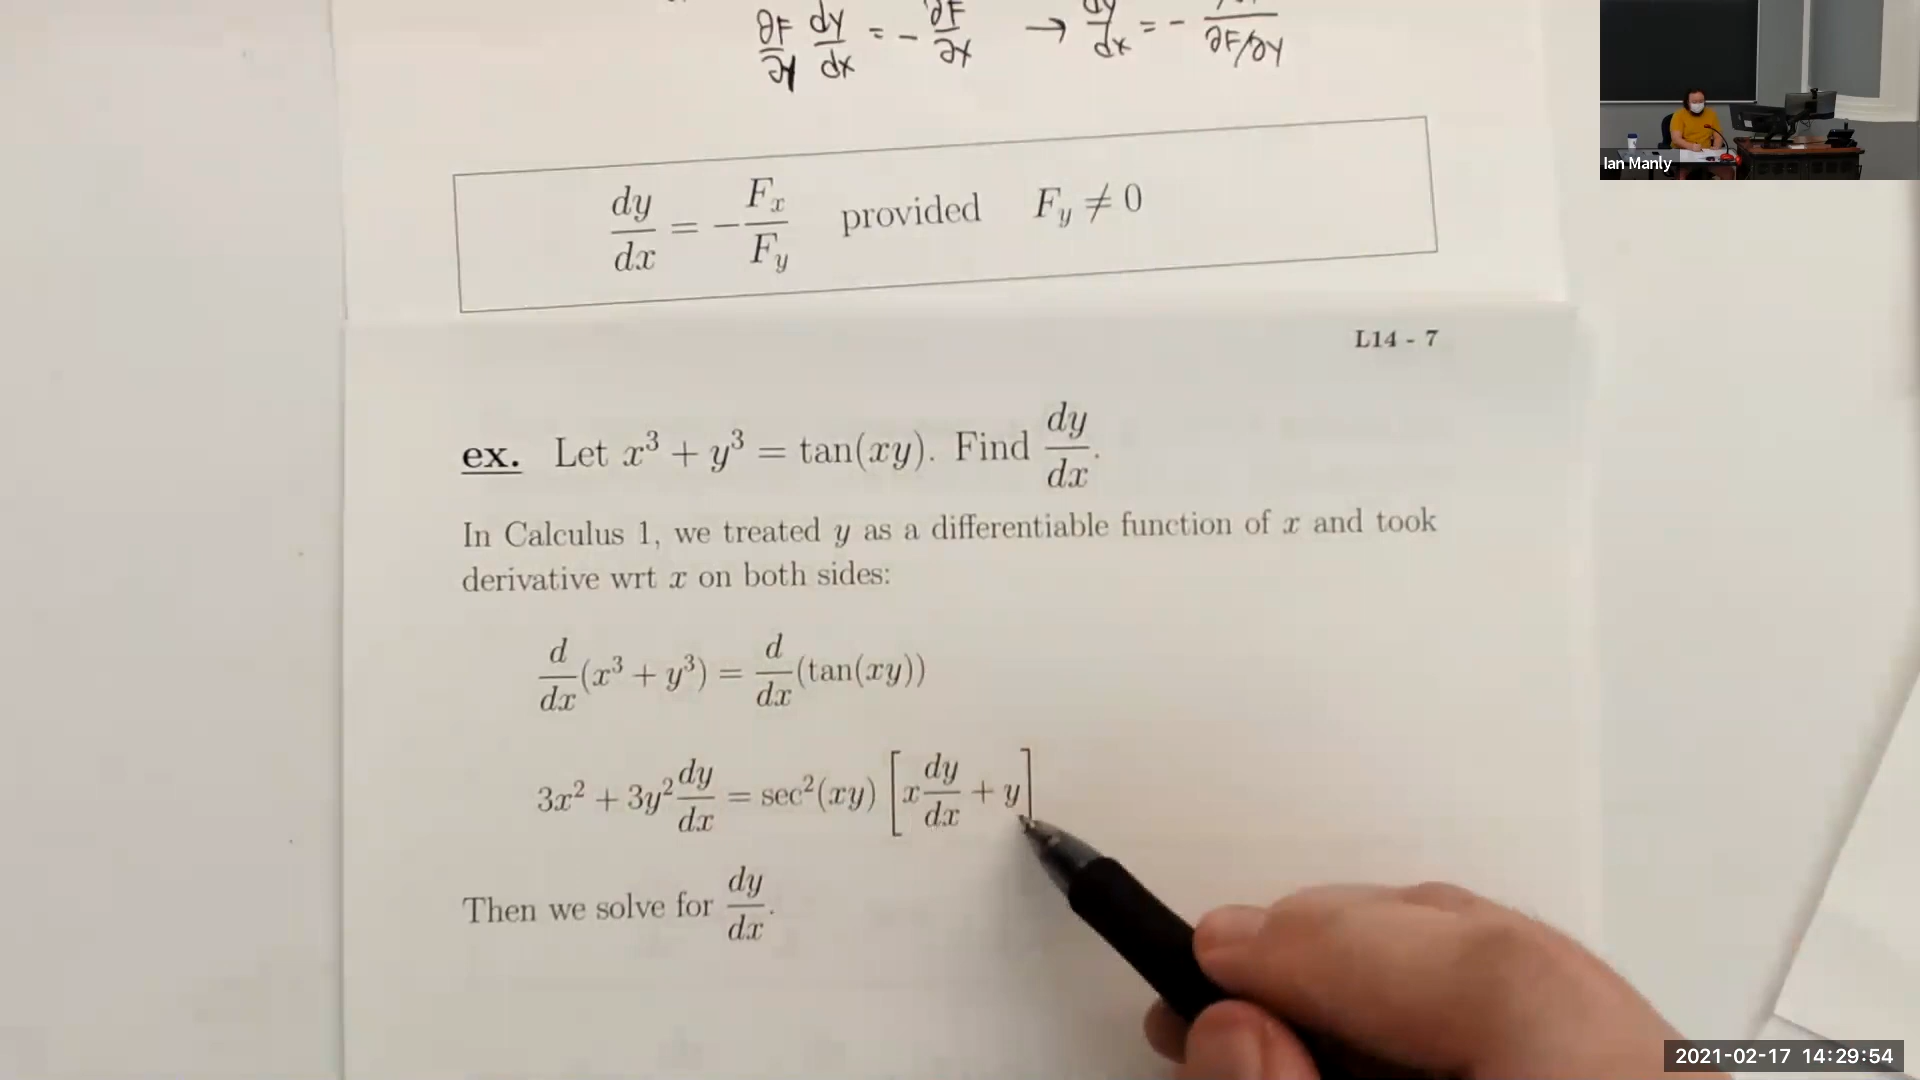 ∂F/∂y dy/dx = - ∂F/∂x → dy/dx = - /∂F/∂y
Ian Manly
dy/dx = -F_x/F_y provided F_y ≠ 0
L14 - 7
ex. Let x³ + y³ = tan(xy). Find dy/dx.
In Calculus 1, we treated y as a differentiable function of x and took
derivative wrt x on both sides:
d/dx(x³ + y³) = d/dx(tan(xy))
3x² + 3y² dy/dx = sec²(xy) [x dy/dx + y]
Then we solve for dy/dx.
2021-02-17 14:29:54